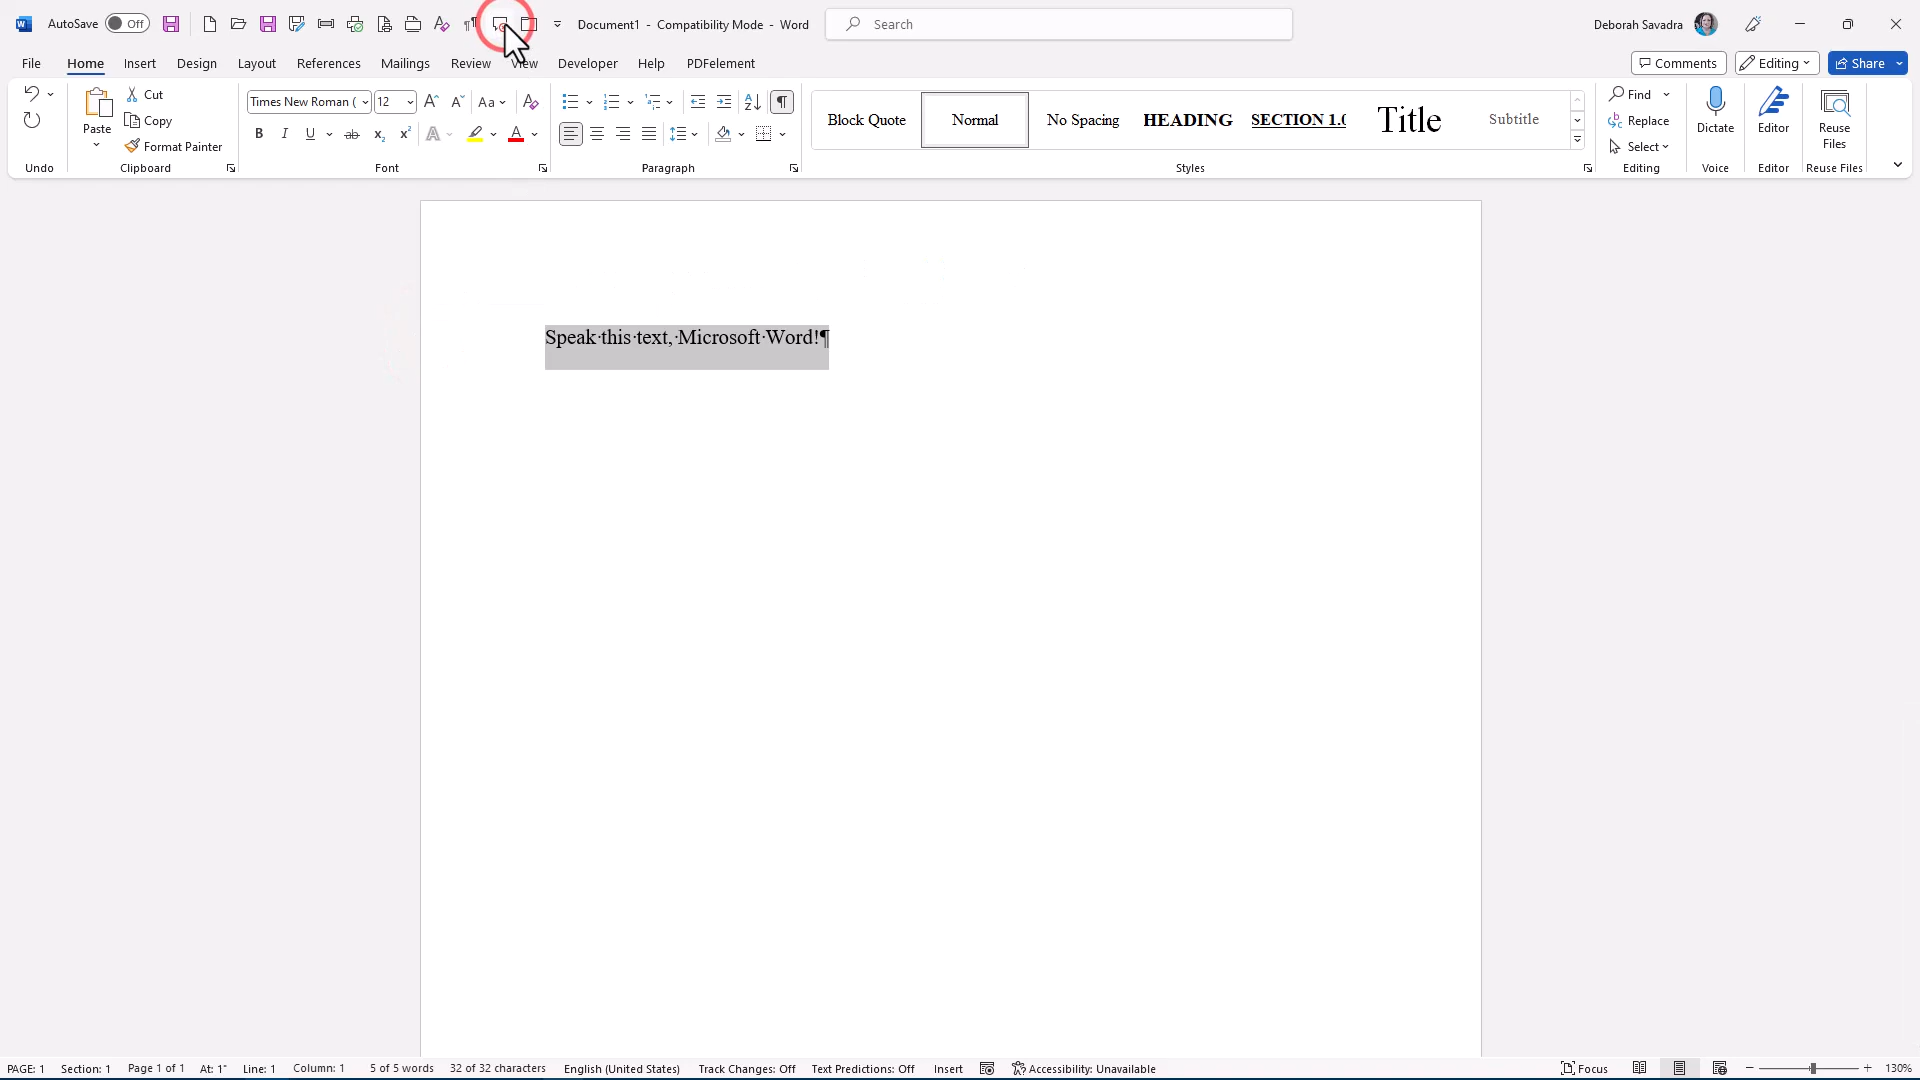 AutoSave Off Document1 - Compatibility Mode - Word Search Deborah Savadra
File Home Insert Design Layout References Mailings Review View Developer Help PDFelement Comments Editing Share
Undo
Paste
Cut
Copy
Format Painter
Clipboard
Times New Roman ( 12 Aa
B I U ab x₂ x² A A
Font
Paragraph
Block Quote Normal No Spacing HEADING SECTION 1.0 Title Subtitle
Styles
Find
Replace
Select
Editing
Dictate
Voice
Editor
Editor
Reuse
Files
Reuse Files
Speak·this·text,·Microsoft·Word!¶
PAGE: 1 Section: 1 Page 1 of 1 At: 1" Line: 1 Column: 1 5 of 5 words 32 of 32 characters English (United States) Track Changes: Off Text Predictions: Off Insert Accessibility: Unavailable Focus 130%